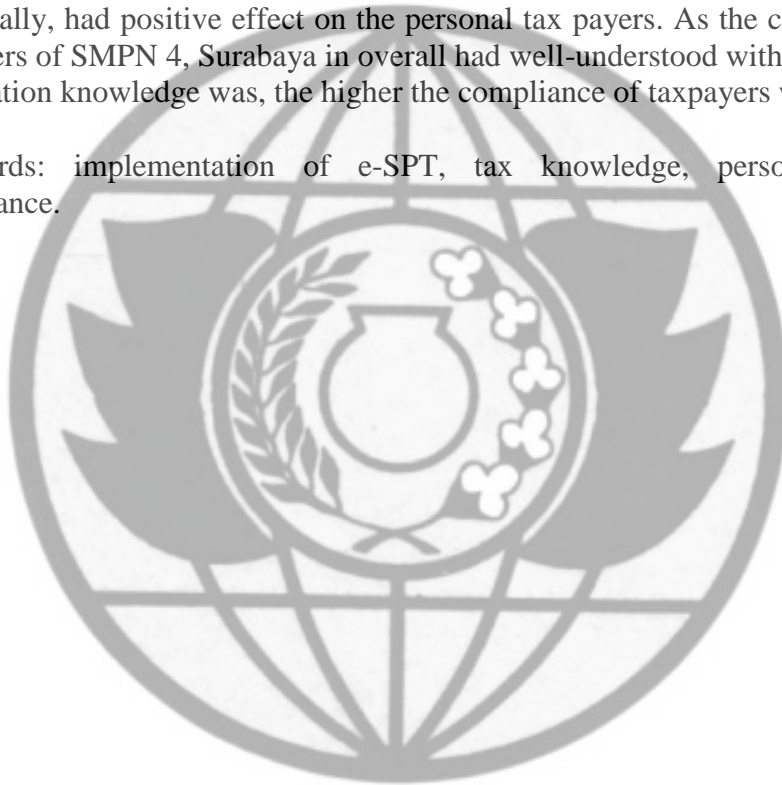 ally, had positive effect on the personal tax payers. As the c
ers of SMPN 4, Surabaya in overall had well-understood with
ation knowledge was, the higher the compliance of taxpayers
rds: implementation of e-SPT, tax knowledge, perso
ance.